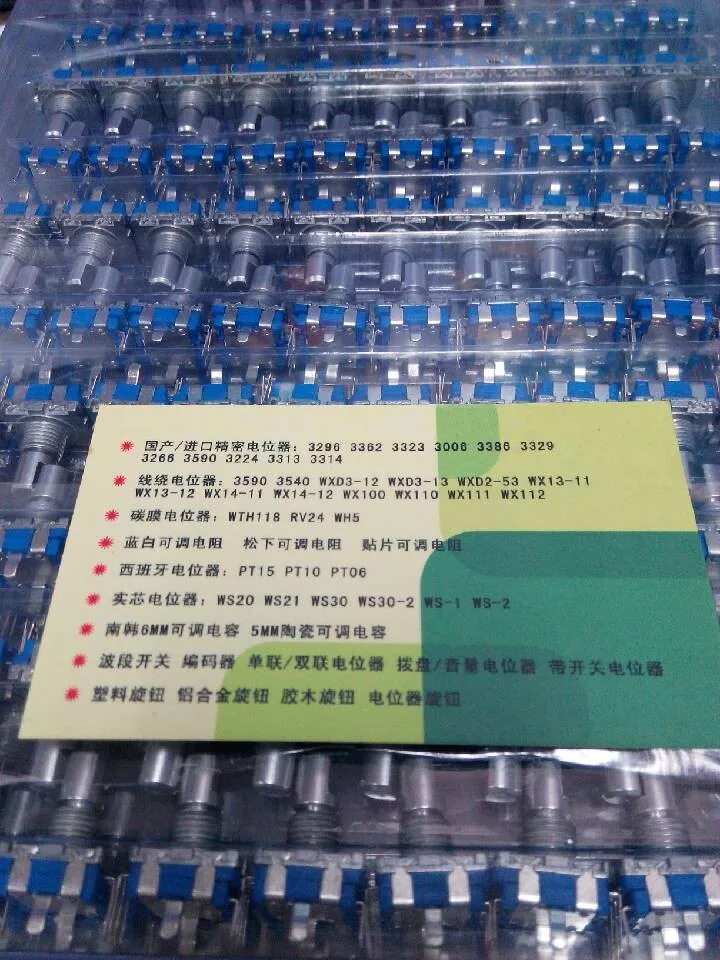 国产/进口精密电位器：3296 3362 3323 3006 3386 3329
3266 3590 3224 3313 3314
线绕电位器：3590 3540 WXD3-12 WXD3-13 WXD2-53 WX13-11
WX13-12 WX14-11 WX14-12 WX100 WX110 WX111 WX112
碳膜电位器：WTH118 RV24 WH5
蓝白可调电阻 松下可调电阻 贴片可调电阻
西班牙电位器：PT15 PT10 PT06
实芯电位器：WS20 WS21 WS30 WS30-2 WS-1 WS-2
南韩6MM可调电容 5MM陶瓷可调电容
波段开关 编码器 单联/双联电位器 拨盘/音量电位器 带开关电位器
塑料旋钮 铝合金旋钮 胶木旋钮 电位器旋钮